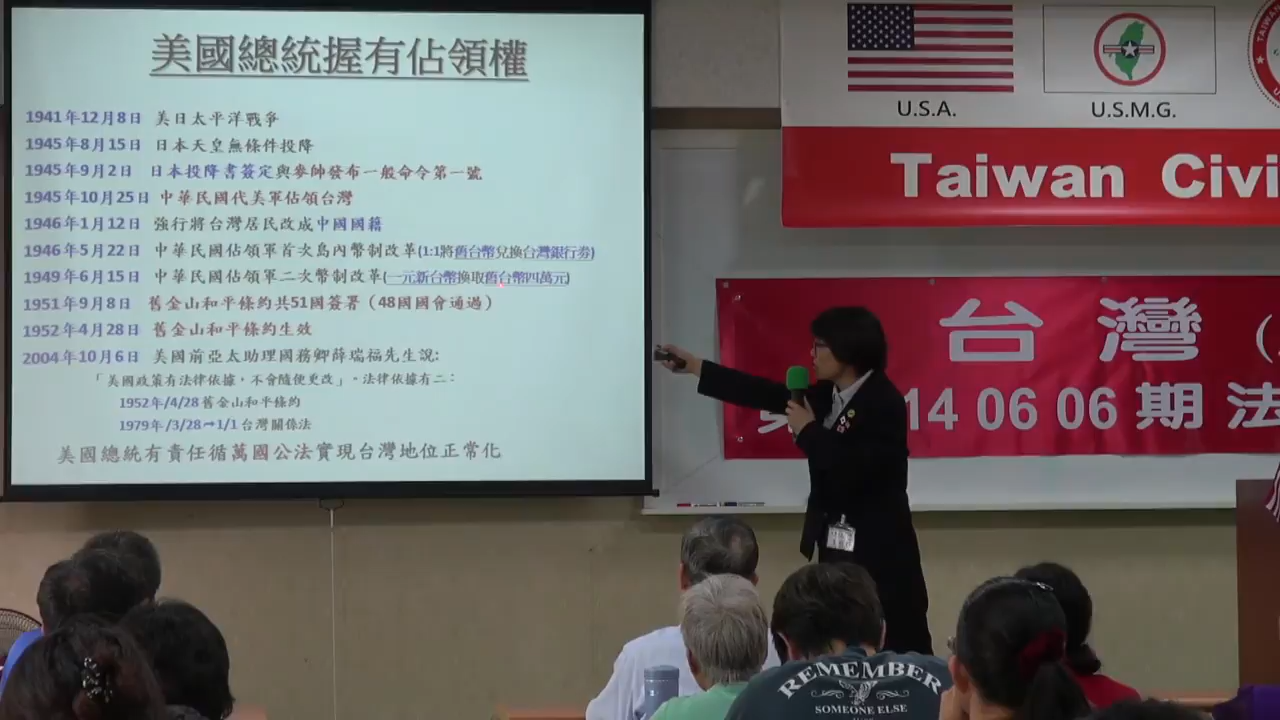 美國總統握有佔領權
1941年12月8日 美日太平洋戰爭
1945年8月15日 日本天皇無條件投降
1945年9月2日 日本投降書簽定與麥帥發布一般命令第一號
1945年10月25日 中華民國代美軍佔領台灣
1946年1月12日 強行將台灣居民改成中國國籍
1946年5月22日 中華民國佔領軍首次島內幣制改革(1:1將舊台幣兌換台灣銀行券)
1949年6月15日 中華民國佔領軍二次幣制改革(一元新台幣換取舊台幣四萬元)
1951年9月8日 舊金山和平條約共51國簽署（48國國會通過）
1952年4月28日 舊金山和平條約生效
2004年10月6日 美國前亞太助理國務卿薛瑞福先生說:
「美國政策有法律依據，不會隨便更改」。法律依據有二：
1952年/4/28 舊金山和平條約
1979年/3/28➞1/1 台灣關係法
美國總統有責任循萬國公法實現台灣地位正常化
U.S.A.
U.S.M.G.
Taiwan Civi
台灣（
14 06 06 期 法
REMEMBER
SOMEONE ELSE